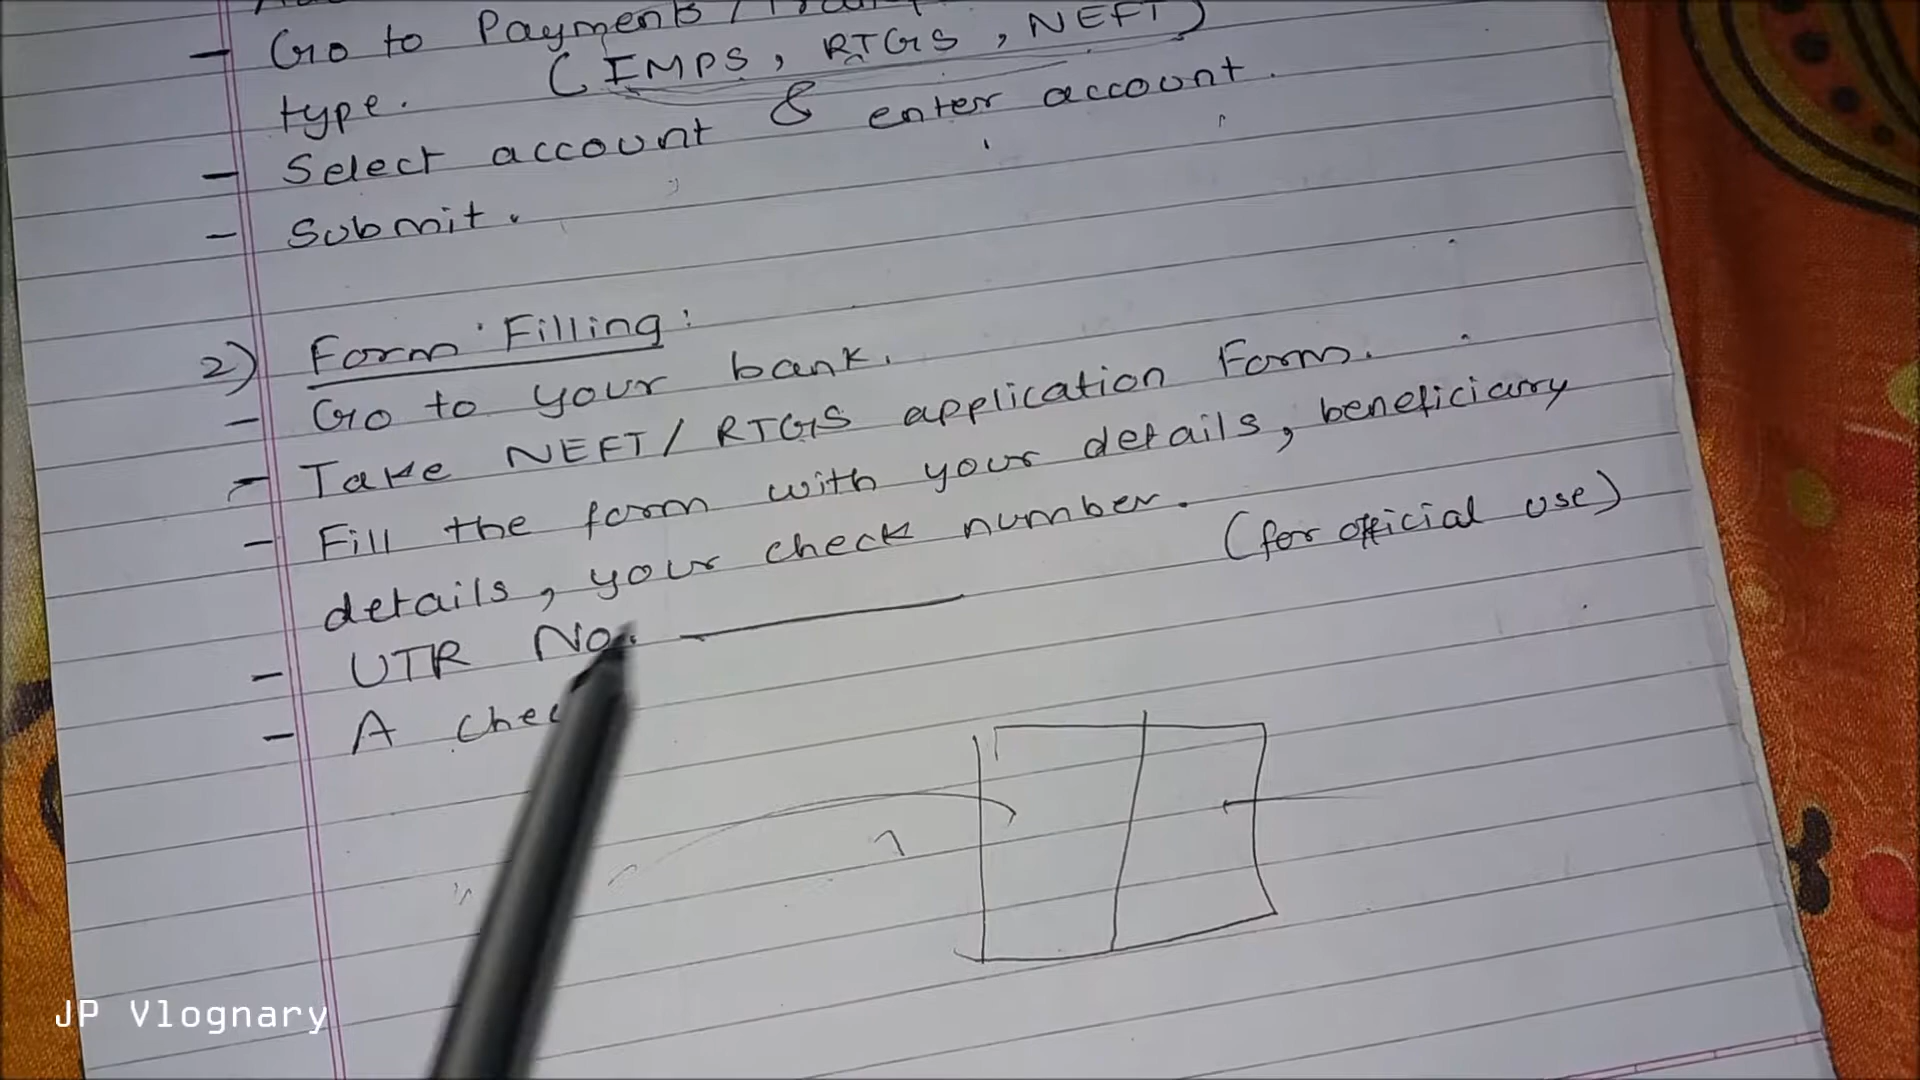 - Go to Payments /
type. (IMPS, RTGS, NEFT)
- Select account & enter account.
- Submit.
2) Form Filling:
- Go to your bank.
- Take NEFT/ RTGS application Form.
- Fill the form with your details, beneficiary
details, your check number.
- UTR No. ——— (for official use)
- A
JP Vlognary